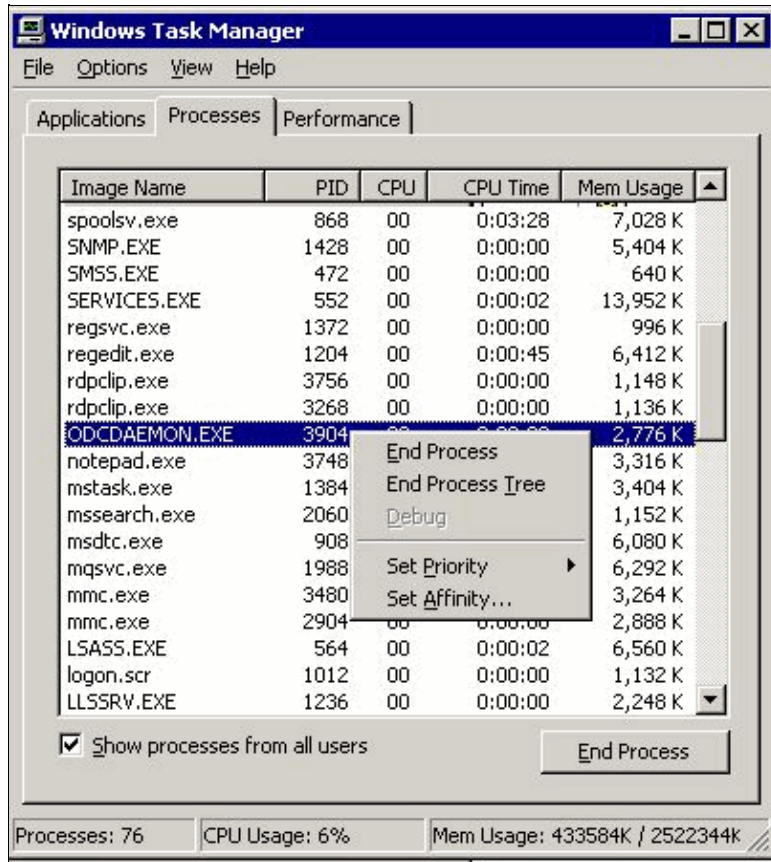 Windows Task Manager
File Options View Help
Applications Processes Performance
Image Name PID CPU CPU Time Mem Usage
spoolsv.exe 868 00 0:03:28 7,028 K
SNMP.EXE 1428 00 0:00:00 5,404 K
SMSS.EXE 472 00 0:00:00 640 K
SERVICES.EXE 552 00 0:00:02 13,952 K
regsvc.exe 1372 00 0:00:00 996 K
regedit.exe 1204 00 0:00:45 6,412 K
rdpclip.exe 3756 00 0:00:00 1,148 K
rdpclip.exe 3268 00 0:00:00 1,136 K
ODCDAEMON.EXE 3904 2,776 K
End Process
notepad.exe 3748 3,316 K
End Process Tree
mstask.exe 1384 3,404 K
Debug
mssearch.exe 2060 1,152 K
msdtc.exe 908 6,080 K
Set Priority
mqsvc.exe 1988 6,292 K
Set Affinity...
mmc.exe 3480 3,264 K
mmc.exe 2904 2,888 K
LSASS.EXE 564 00 0:00:02 6,560 K
logon.scr 1012 00 0:00:00 1,132 K
LLSSRV.EXE 1236 00 0:00:00 2,248 K
Show processes from all users End Process
Processes: 76 CPU Usage: 6% Mem Usage: 433584K / 2522344K